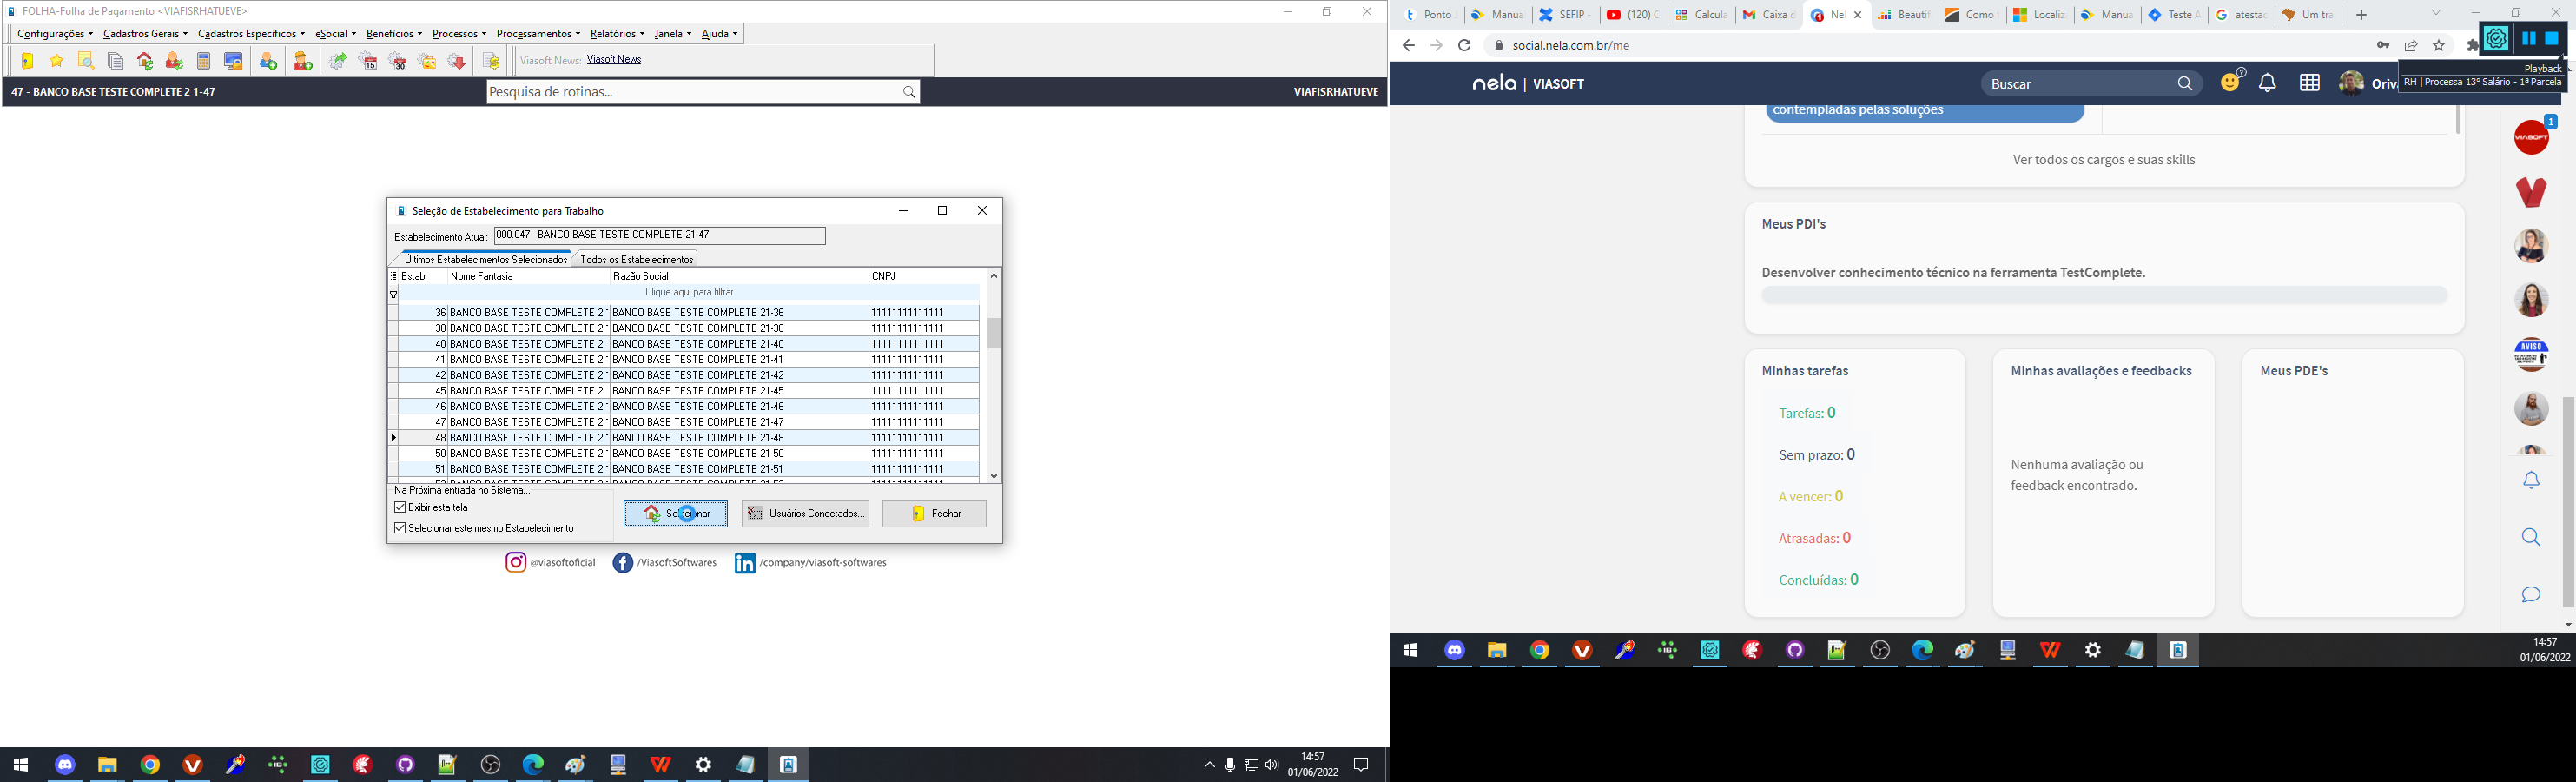 FOLHA-Folha de Pagamento <VIAFISRHATUEVE>
Configurações Cadastros Gerais Cadastros Específicos eSocial Benefícios Processos Processamentos Relatórios Janela Ajuda
Viasoft News: Viasoft News
47 - BANCO BASE TESTE COMPLETE 2 1-47
Pesquisa de rotinas...
VIAFISRHATUEVE
Seleção de Estabelecimento para Trabalho
Estabelecimento Atual: 000.047 - BANCO BASE TESTE COMPLETE 21-47
Últimos Estabelecimentos Selecionados Todos os Estabelecimentos
Estab. Nome Fantasia Razão Social CNPJ
Clique aqui para filtrar
36 BANCO BASE TESTE COMPLETE 2 BANCO BASE TESTE COMPLETE 21-36 11111111111111
38 BANCO BASE TESTE COMPLETE 2 BANCO BASE TESTE COMPLETE 21-38 11111111111111
40 BANCO BASE TESTE COMPLETE 2 BANCO BASE TESTE COMPLETE 21-40 11111111111111
41 BANCO BASE TESTE COMPLETE 2 BANCO BASE TESTE COMPLETE 21-41 11111111111111
42 BANCO BASE TESTE COMPLETE 2 BANCO BASE TESTE COMPLETE 21-42 11111111111111
45 BANCO BASE TESTE COMPLETE 2 BANCO BASE TESTE COMPLETE 21-45 11111111111111
46 BANCO BASE TESTE COMPLETE 2 BANCO BASE TESTE COMPLETE 21-46 11111111111111
47 BANCO BASE TESTE COMPLETE 2 BANCO BASE TESTE COMPLETE 21-47 11111111111111
48 BANCO BASE TESTE COMPLETE 2 BANCO BASE TESTE COMPLETE 21-48 11111111111111
50 BANCO BASE TESTE COMPLETE 2 BANCO BASE TESTE COMPLETE 21-50 11111111111111
51 BANCO BASE TESTE COMPLETE 2 BANCO BASE TESTE COMPLETE 21-51 11111111111111
Na Próxima entrada no Sistema...
Exibir esta tela
Selecionar este mesmo Estabelecimento
Selecionar
Usuários Conectados...
Fechar
@viasoftoficial /ViasoftSoftwares /company/viasoft-softwares
14:57
01/06/2022
Ponto Manua SEFIP - (120) C Calcula Caixa d Nel Beautif Como Localiz Manua Teste atestac Um tra
social.nela.com.br/me
Playback
RH | Processa 13º Salário - 1ª Parcela
nela | VIASOFT
Buscar
Oriv
contempladas pelas soluções
Ver todos os cargos e suas skills
Meus PDI's
Desenvolver conhecimento técnico na ferramenta TestComplete.
Minhas tarefas
Tarefas: 0
Sem prazo: 0
A vencer: 0
Atrasadas: 0
Concluídas: 0
Minhas avaliações e feedbacks
Nenhuma avaliação ou
feedback encontrado.
Meus PDE's
VIASOFT
1
AVISO
14:57
01/06/2022